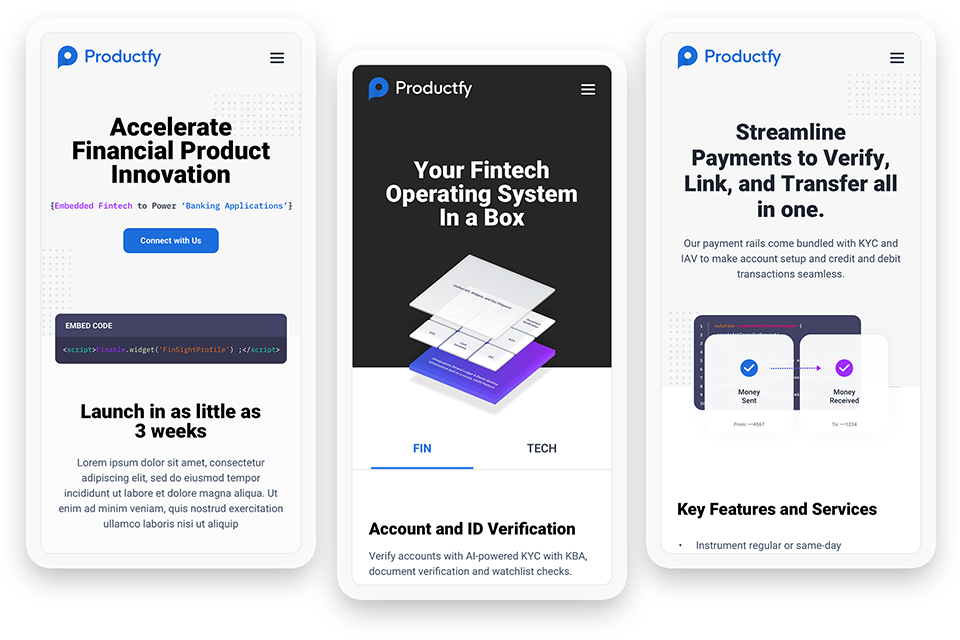 Productfy
Accelerate
Financial Product
Innovation
{Embedded Fintech to Power ‘Banking Applications’}
Connect with Us
EMBED CODE
<script>Finable.widget('FinSightProfile') ;</script>
Launch in as little as
3 weeks
Lorem ipsum dolor sit amet, consectetur
adipiscing elit, sed do eiusmod tempor
incididunt ut labore et dolore magna aliqua. Ut
enim ad minim veniam, quis nostrud exercitation
ullamco laboris nisi ut aliquip
Productfy
Your Fintech
Operating System
In a Box
FIN
TECH
Account and ID Verification
Verify accounts with AI-powered KYC with KBA,
document verification and watchlist checks.
Productfy
Streamline
Payments to Verify,
Link, and Transfer all
in one.
Our payment rails come bundled with KYC and
IAV to make account setup and credit and debit
transactions seamless.
Money
Sent
From: ••4567
Money
Received
To: ••1234
Key Features and Services
• Instrument regular or same-day